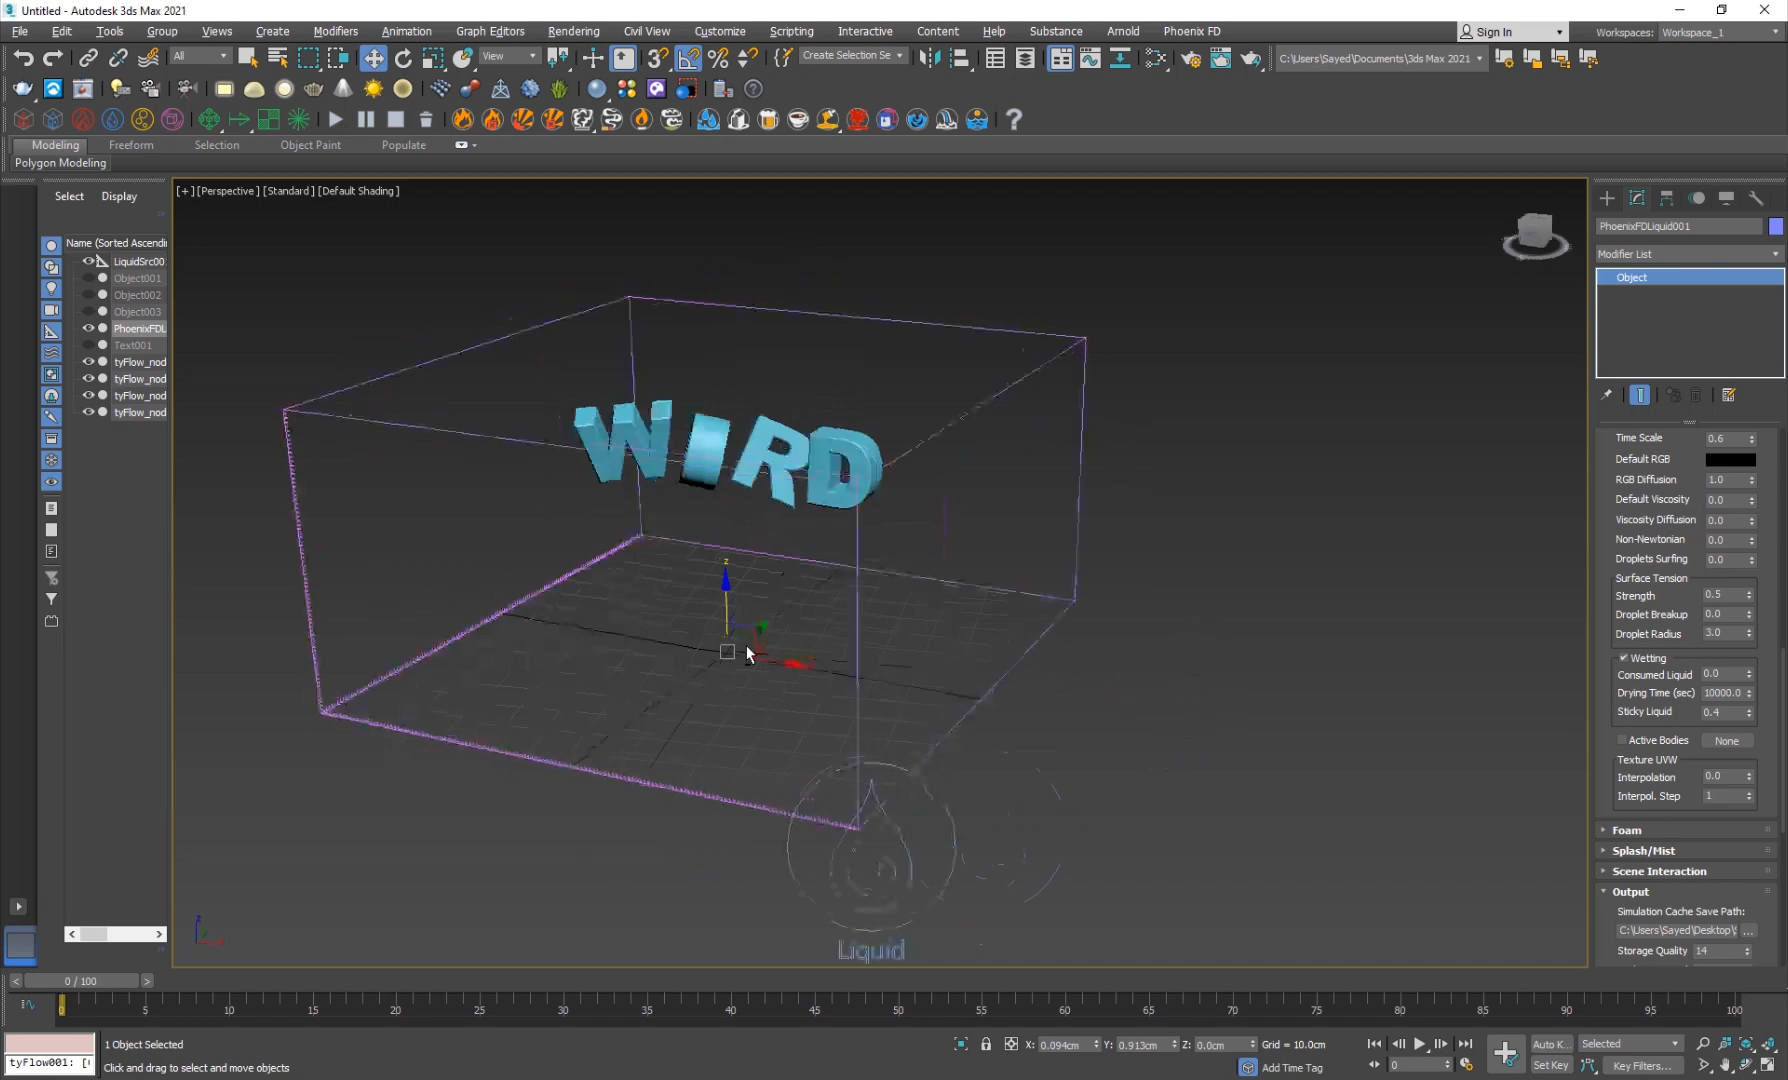 Untitled - Autodesk 3ds Max 2021
File Edit Tools Group Views Create Modifiers Animation Graph Editors Rendering Civil View Customize Scripting Interactive Content Help Substance Arnold Phoenix FD Sign In Workspaces: Workspace_1
All View Create Selection Se C:\Users\Sayed\Documents\3ds Max 2021
Modeling Freeform Selection Object Paint Populate
Polygon Modeling
Select Display
[+] [Perspective] [Standard] [Default Shading]
Name (Sorted Ascendin
LiquidSrc00
Object001
Object002
Object003
PhoenixFDL
Text001
tyFlow_nod
tyFlow_nod
tyFlow_nod
tyFlow_nod
WIRD
z
Liquid
PhoenixFDLiquid001
Modifier List
Object
Time Scale 0.6
Default RGB
RGB Diffusion 1.0
Default Viscosity 0.0
Viscosity Diffusion 0.0
Non-Newtonian 0.0
Droplets Surfing 0.0
Surface Tension
Strength 0.5
Droplet Breakup 0.0
Droplet Radius 3.0
Wetting
Consumed Liquid 0.0
Drying Time (sec) 10000.0
Sticky Liquid 0.4
Active Bodies None
Texture UVW
Interpolation 0.0
Interpol. Step 1
Foam
Splash/Mist
Scene Interaction
Output
Simulation Cache Save Path:
C:\Users\Sayed\Desktop\
Storage Quality 14
0 / 100
0 5 10 15 20 25 30 35 40 45 50 55 60 65 70 75 80 85 90 95 100
1 Object Selected
X: 0.094cm Y: 0.913cm Z: 0.0cm Grid = 10.0cm
Auto K... Selected
tyFlow001: [
Click and drag to select and move objects
Add Time Tag
0
Set Key Key Filters...